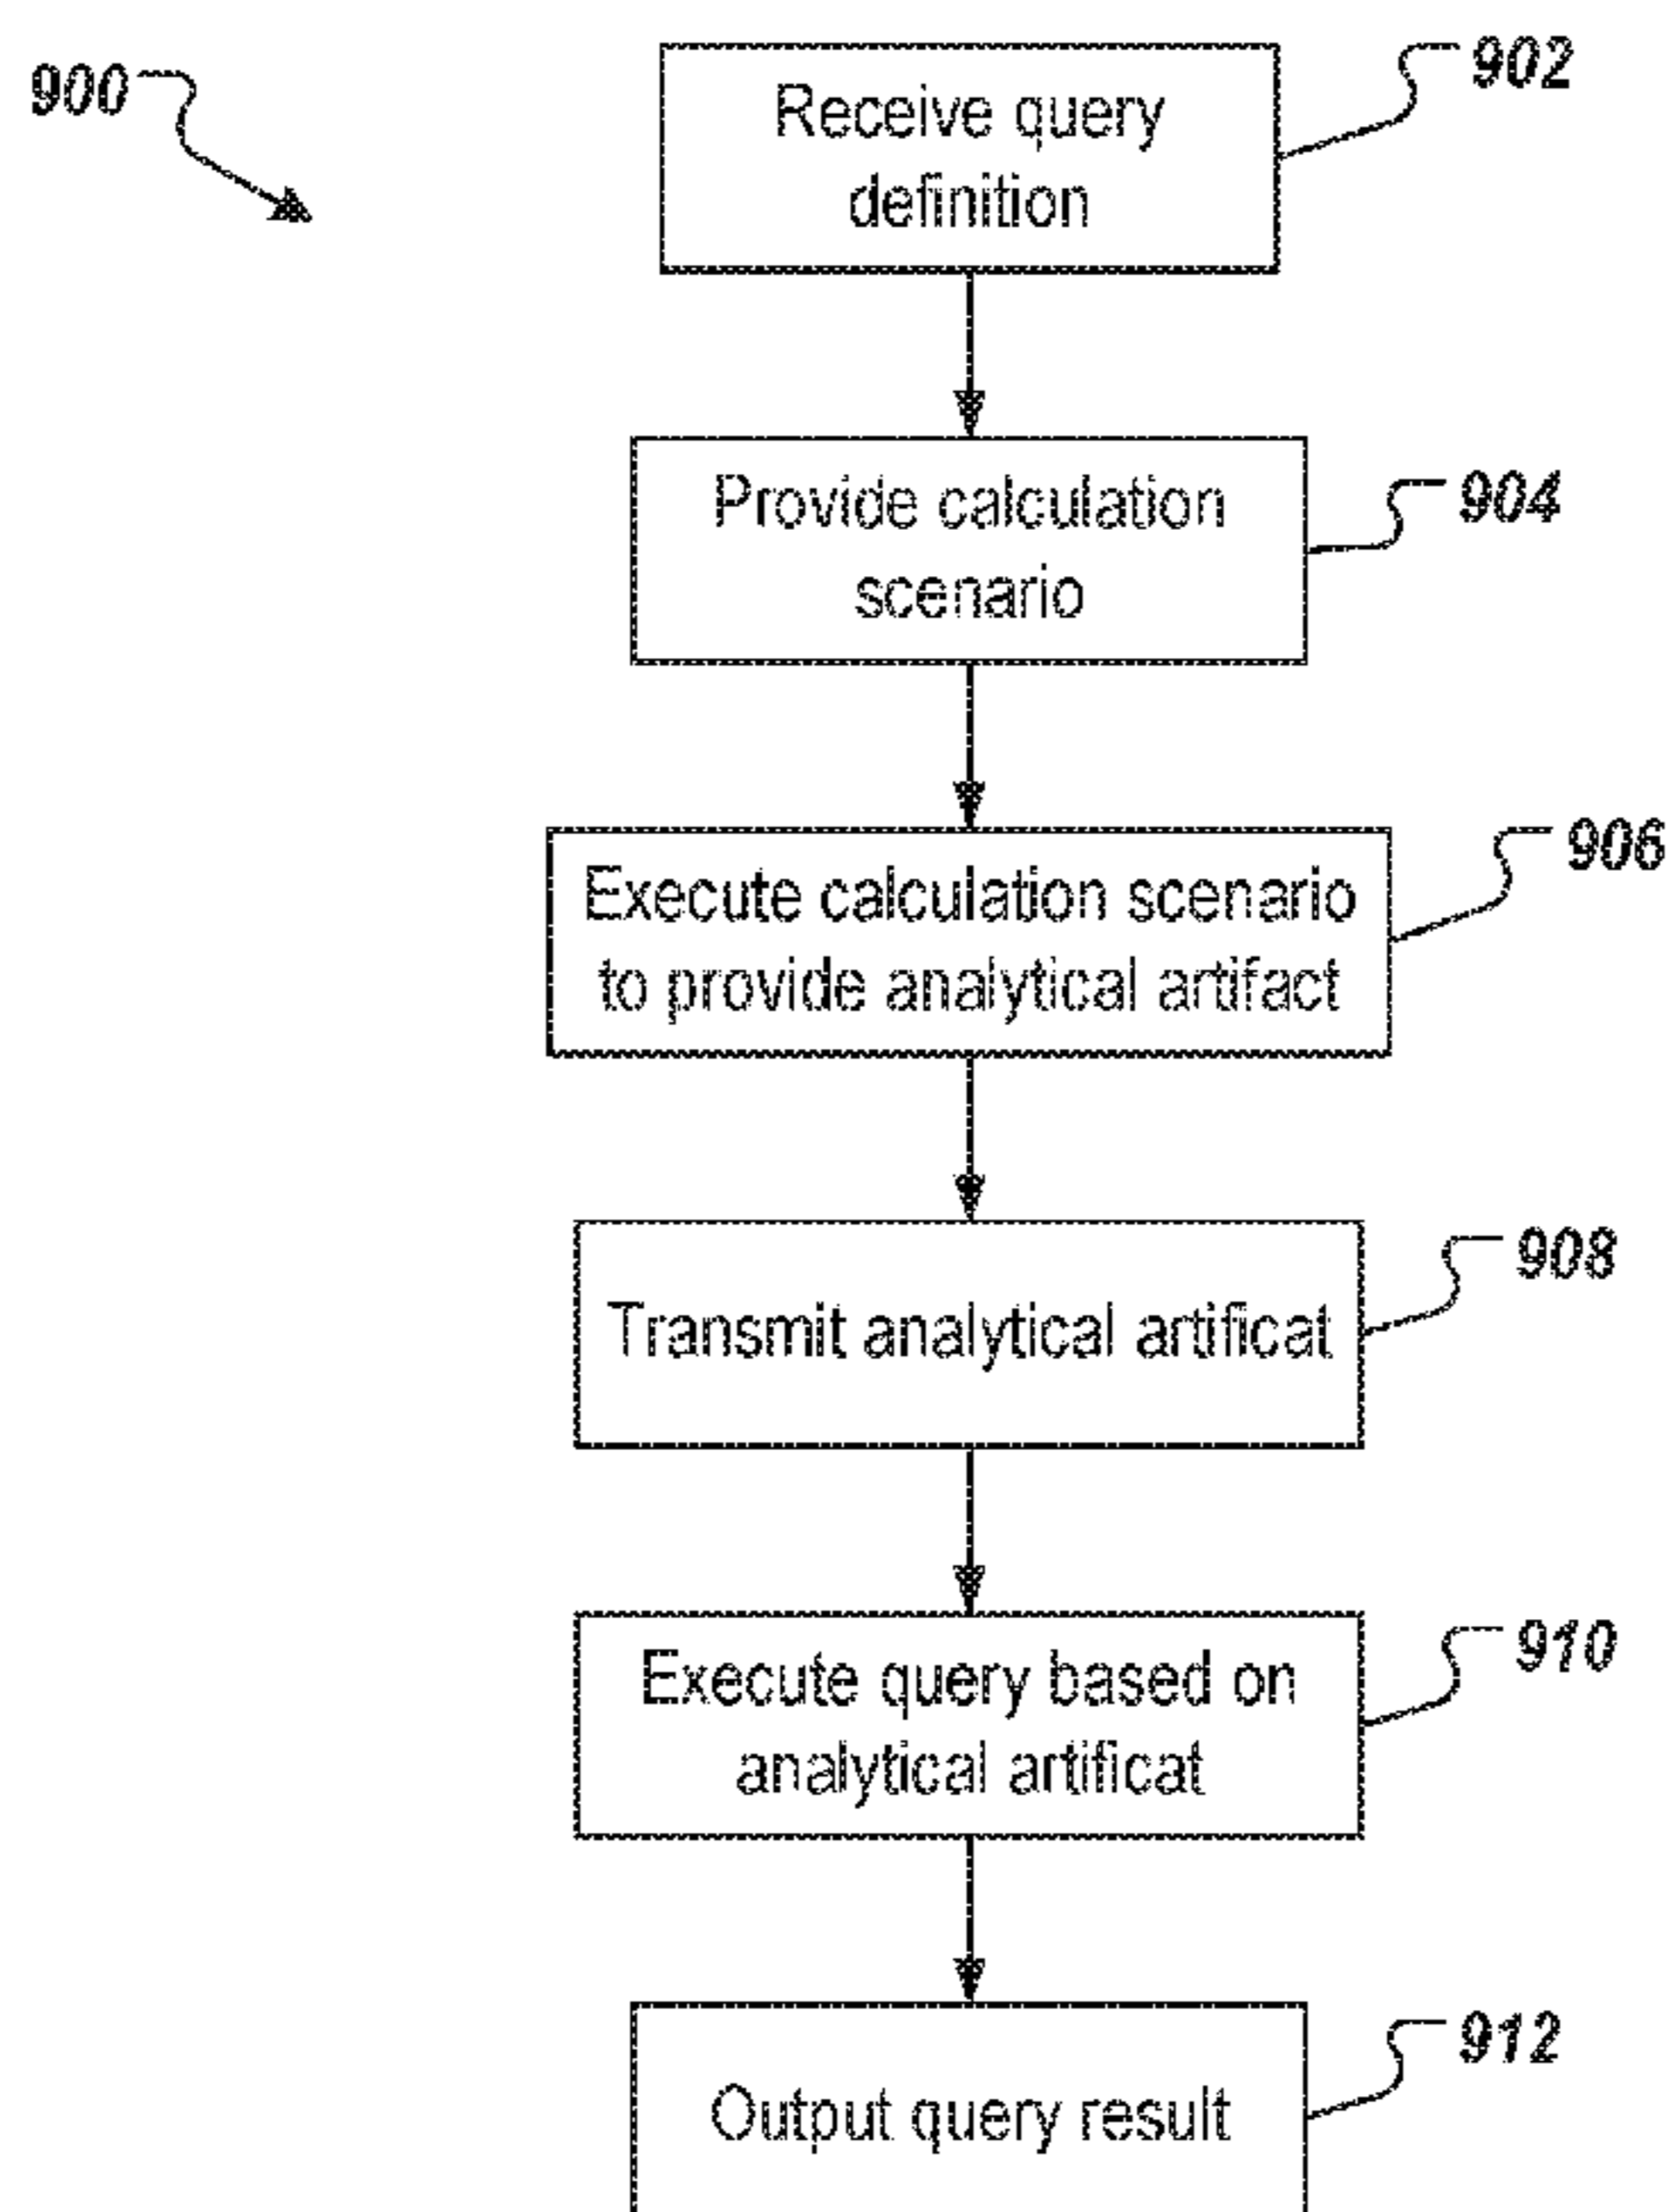 900
902
Receive query
definition
904
Provide calculation
scenario
906
Execute calculation scenario
to provide analytical artifact
908
Transmit analytical artificat
910
Execute query based on
analytical artificat
912
Output query result